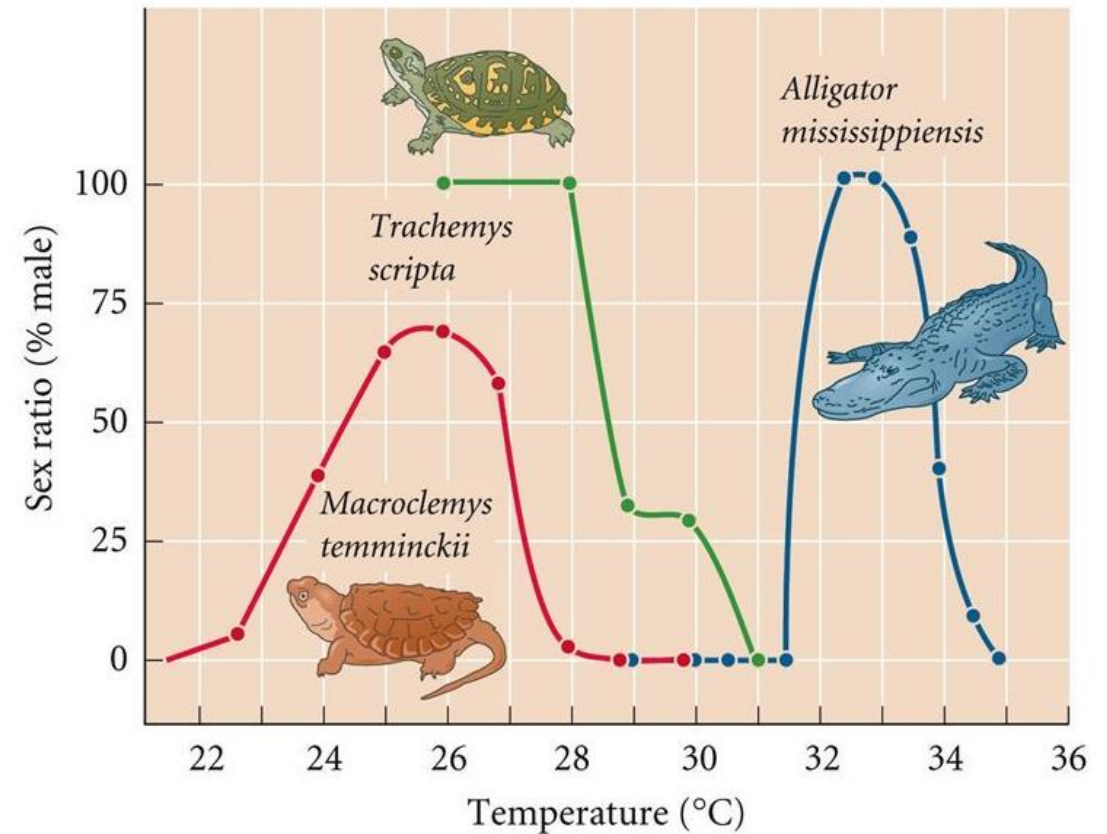 Alligator
mississippiensis
100
Trachemys
scripta
75
Sex ratio (% male)
50
Macroclemys
temminckii
25
0
22 24 26 28 30 32 34 36
Temperature (°C)